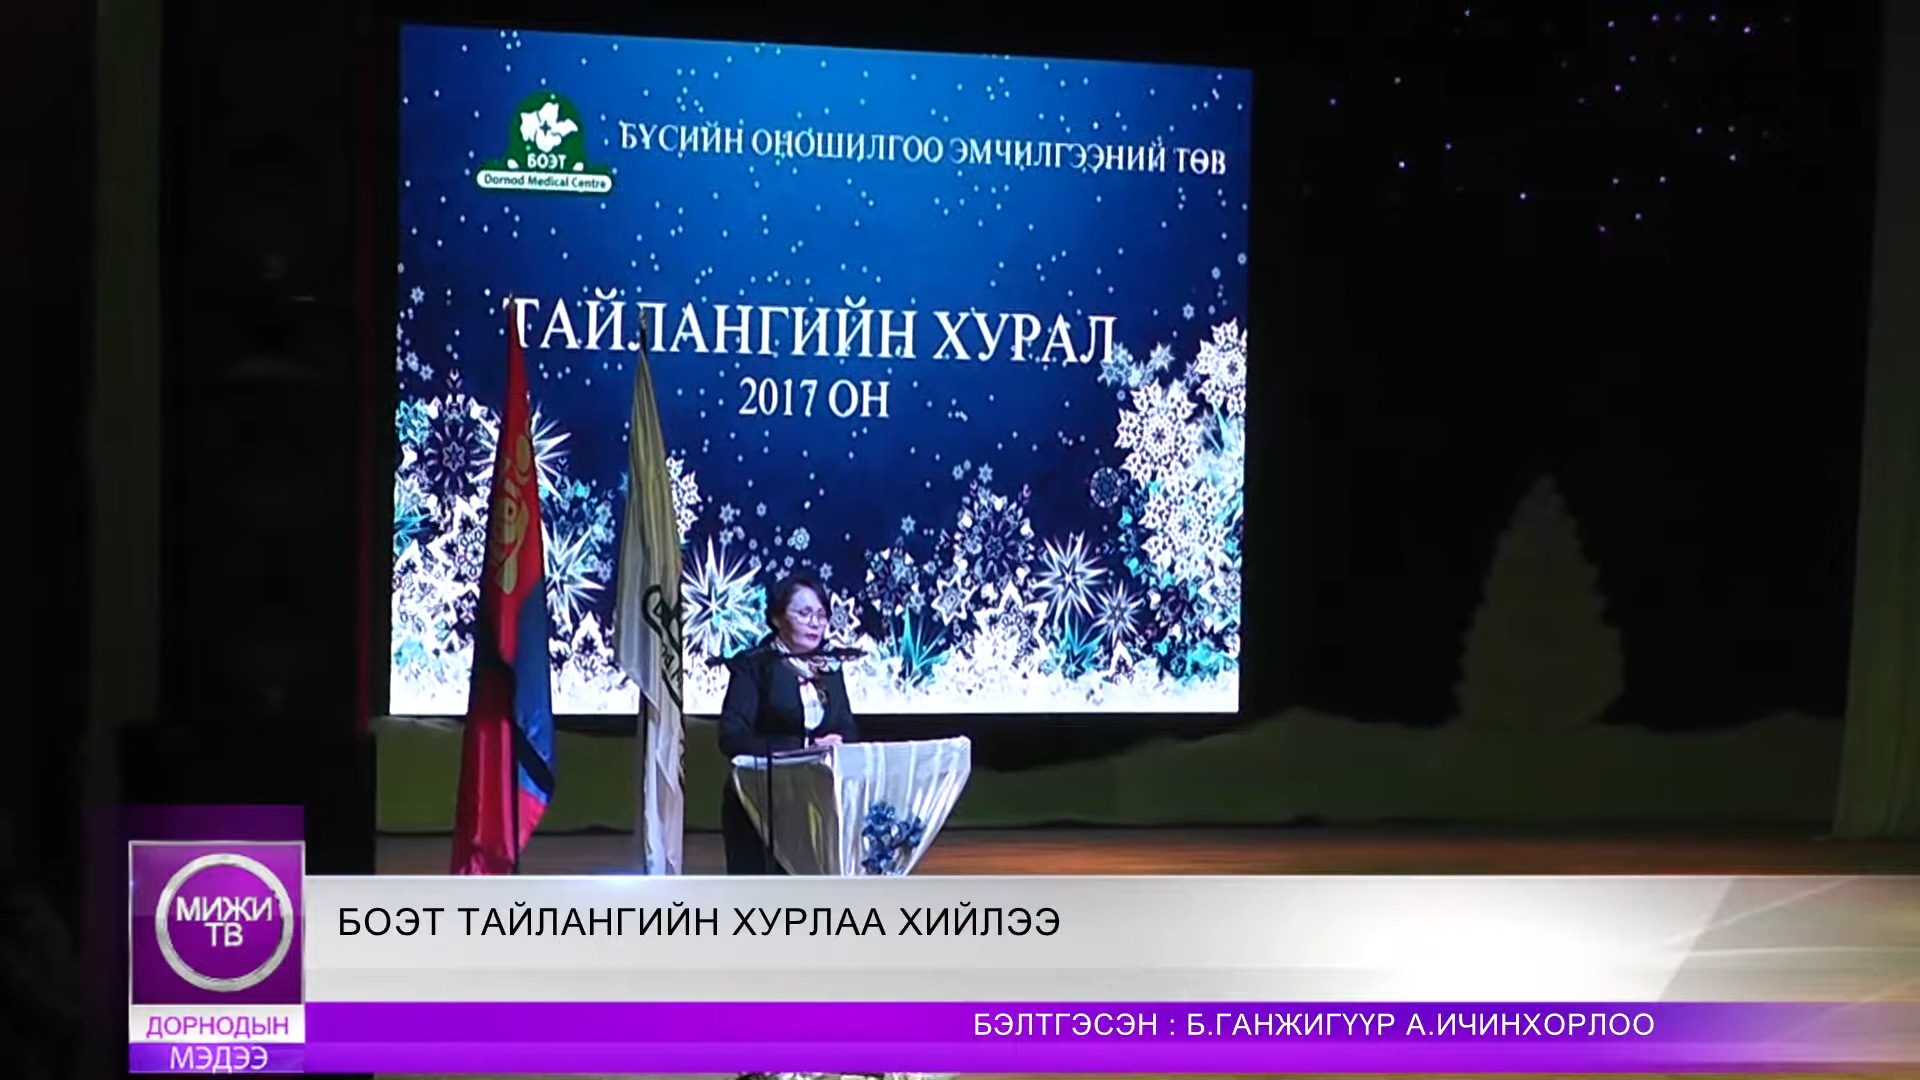 БОЭТ
Dornod Medical Centre
БҮСИЙН ОНОШИЛГОО ЭМЧИЛГЭЭНИЙ ТӨВ
ТАЙЛАНГИЙН ХУРАЛ
2017 ОН
МИЖИ
ТВ
БОЭТ ТАЙЛАНГИЙН ХУРЛАА ХИЙЛЭЭ
ДОРНОДЫН
МЭДЭЭ
БЭЛТГЭСЭН : Б.ГАНЖИГҮҮР А.ИЧИНХОРЛОО